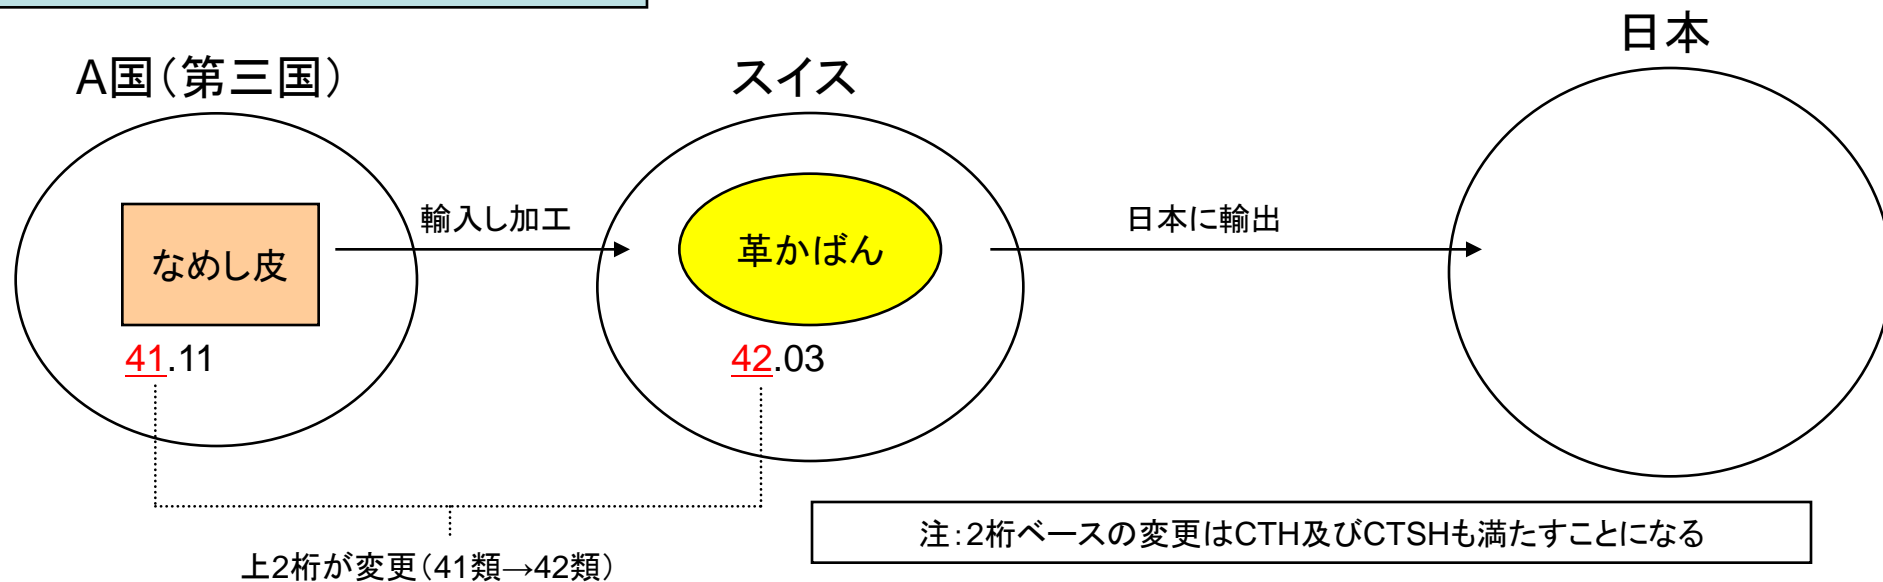 A国（第三国）
スイス
日本
なめし皮
輸入し加工
革かばん
日本に輸出
41.11
42.03
上2桁が変更（41類→42類）
注：2桁ベースの変更はCTH及びCTSHも満たすことになる